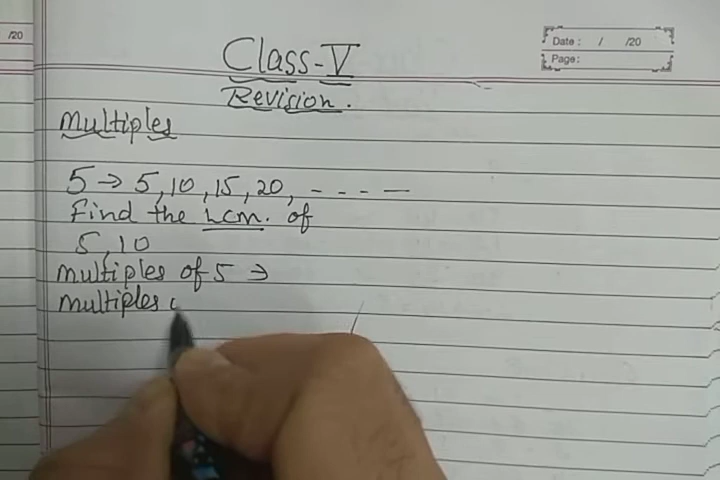 /20
Date: / /20
Page:
Class-V
Revision.
Multiples
5 → 5, 10, 15, 20, - - - -
Find the LCM. of
5, 10
multiples of 5 ⇒
multiples